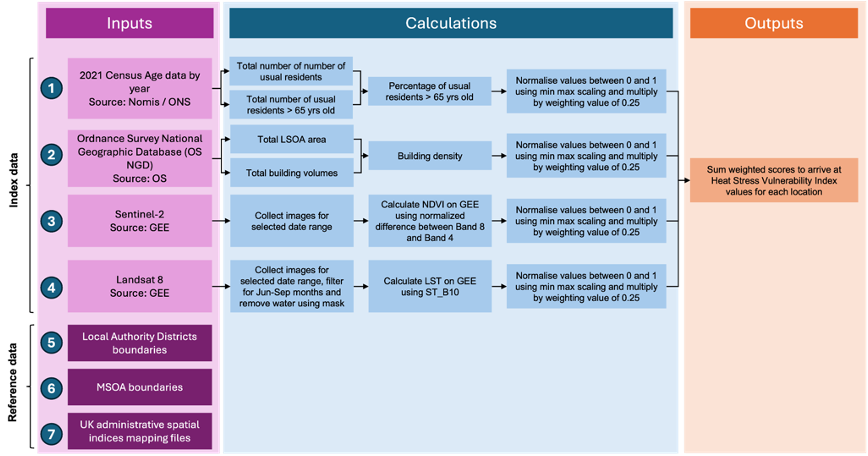 Inputs
Calculations
Outputs
Index data
Reference data
1
2021 Census Age data by
year
Source: Nomis / ONS
Total number of number of
usual residents
Total number of usual
residents > 65 yrs old
Percentage of usual
residents > 65 yrs old
Normalise values between 0 and 1
using min max scaling and multiply
by weighting value of 0.25
2
Ordnance Survey National
Geographic Database (OS
NGD)
Source: OS
Total LSOA area
Total building volumes
Building density
Normalise values between 0 and 1
using min max scaling and multiply
by weighting value of 0.25
3
Sentinel-2
Source: GEE
Collect images for
selected date range
Calculate NDVI on GEE
using normalized
difference between Band 8
and Band 4
Normalise values between 0 and 1
using min max scaling and multiply
by weighting value of 0.25
4
Landsat 8
Source: GEE
Collect images for
selected date range, filter
for Jun-Sep months and
remove water using mask
Calculate LST on GEE
using ST_B10
Normalise values between 0 and 1
using min max scaling and multiply
by weighting value of 0.25
Sum weighted scores to arrive at
Heat Stress Vulnerability Index
values for each location
5
Local Authority Districts
boundaries
6
MSOA boundaries
7
UK administrative spatial
indices mapping files